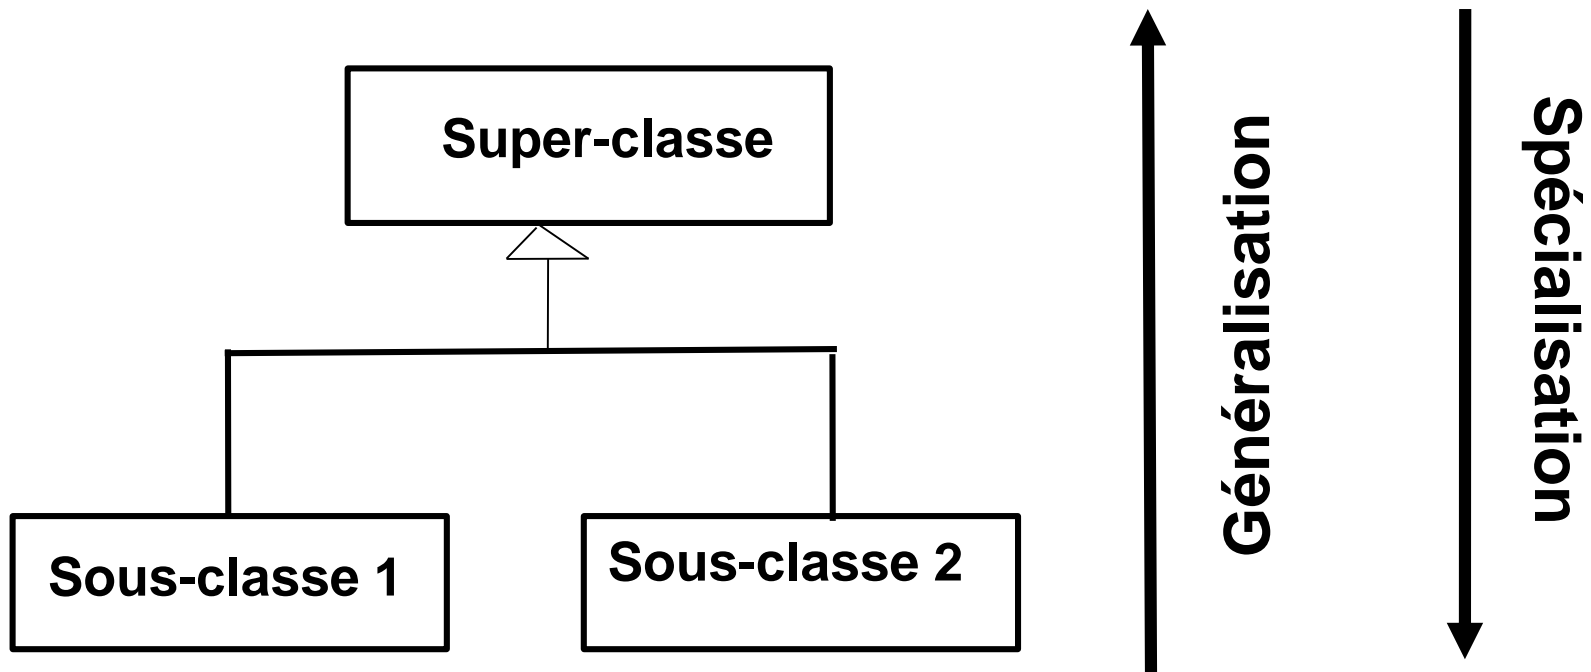 Super-classe
Sous-classe 1
Sous-classe 2
Généralisation
Spécialisation